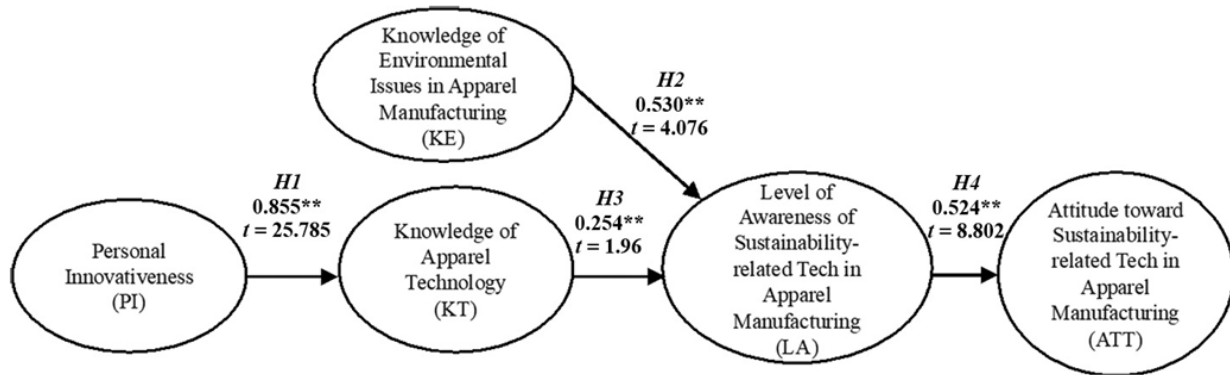 Knowledge of
Environmental
Issues in Apparel
Manufacturing
(KE)
H2
0.530**
t = 4.076
H1
0.855**
t = 25.785
Personal
Innovativeness
(PI)
Knowledge of
Apparel
Technology
(KT)
H3
0.254**
t = 1.96
Level of
Awareness of
Sustainability-
related Tech in
Apparel
Manufacturing
(LA)
H4
0.524**
t = 8.802
Attitude toward
Sustainability-
related Tech in
Apparel
Manufacturing
(ATT)